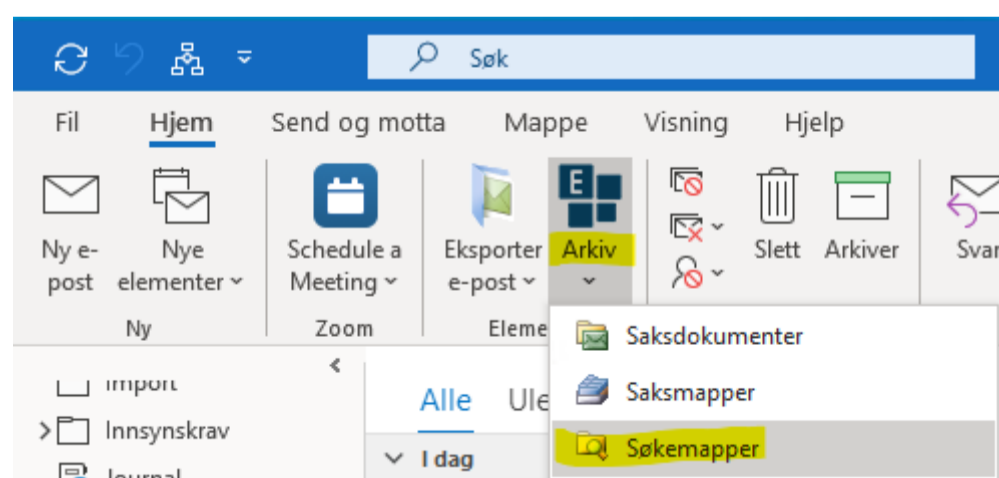 Søk
Fil Hjem Send og motta Mappe Visning Hjelp
E
Ny e-
post
Nye
elementer
Schedule a
Meeting
Eksporter
e-post
Arkiv
Slett
Arkiver
Ny
Zoom
Saksdokumenter
Saksmapper
Søkemapper
Innsynskrav
Alle
I dag